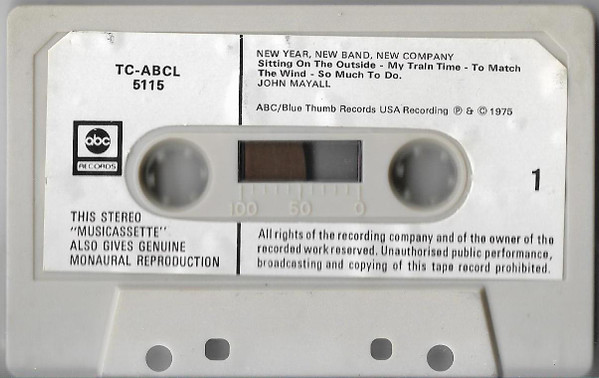 TC-ABCL
5115
NEW YEAR, NEW BAND, NEW COMPANY
Sitting On The Outside - My Train Time - To Match
The Wind - So Much To Do.
JOHN MAYALL
ABC/Blue Thumb Records USA Recording ℗ & © 1975
abc
RECORDS
1
100 50 0
THIS STEREO
"MUSICASSETTE"
ALSO GIVES GENUINE
MONAURAL REPRODUCTION
All rights of the recording company and of the owner of the
recorded work reserved. Unauthorised public performance,
broadcasting and copying of this tape record prohibited.